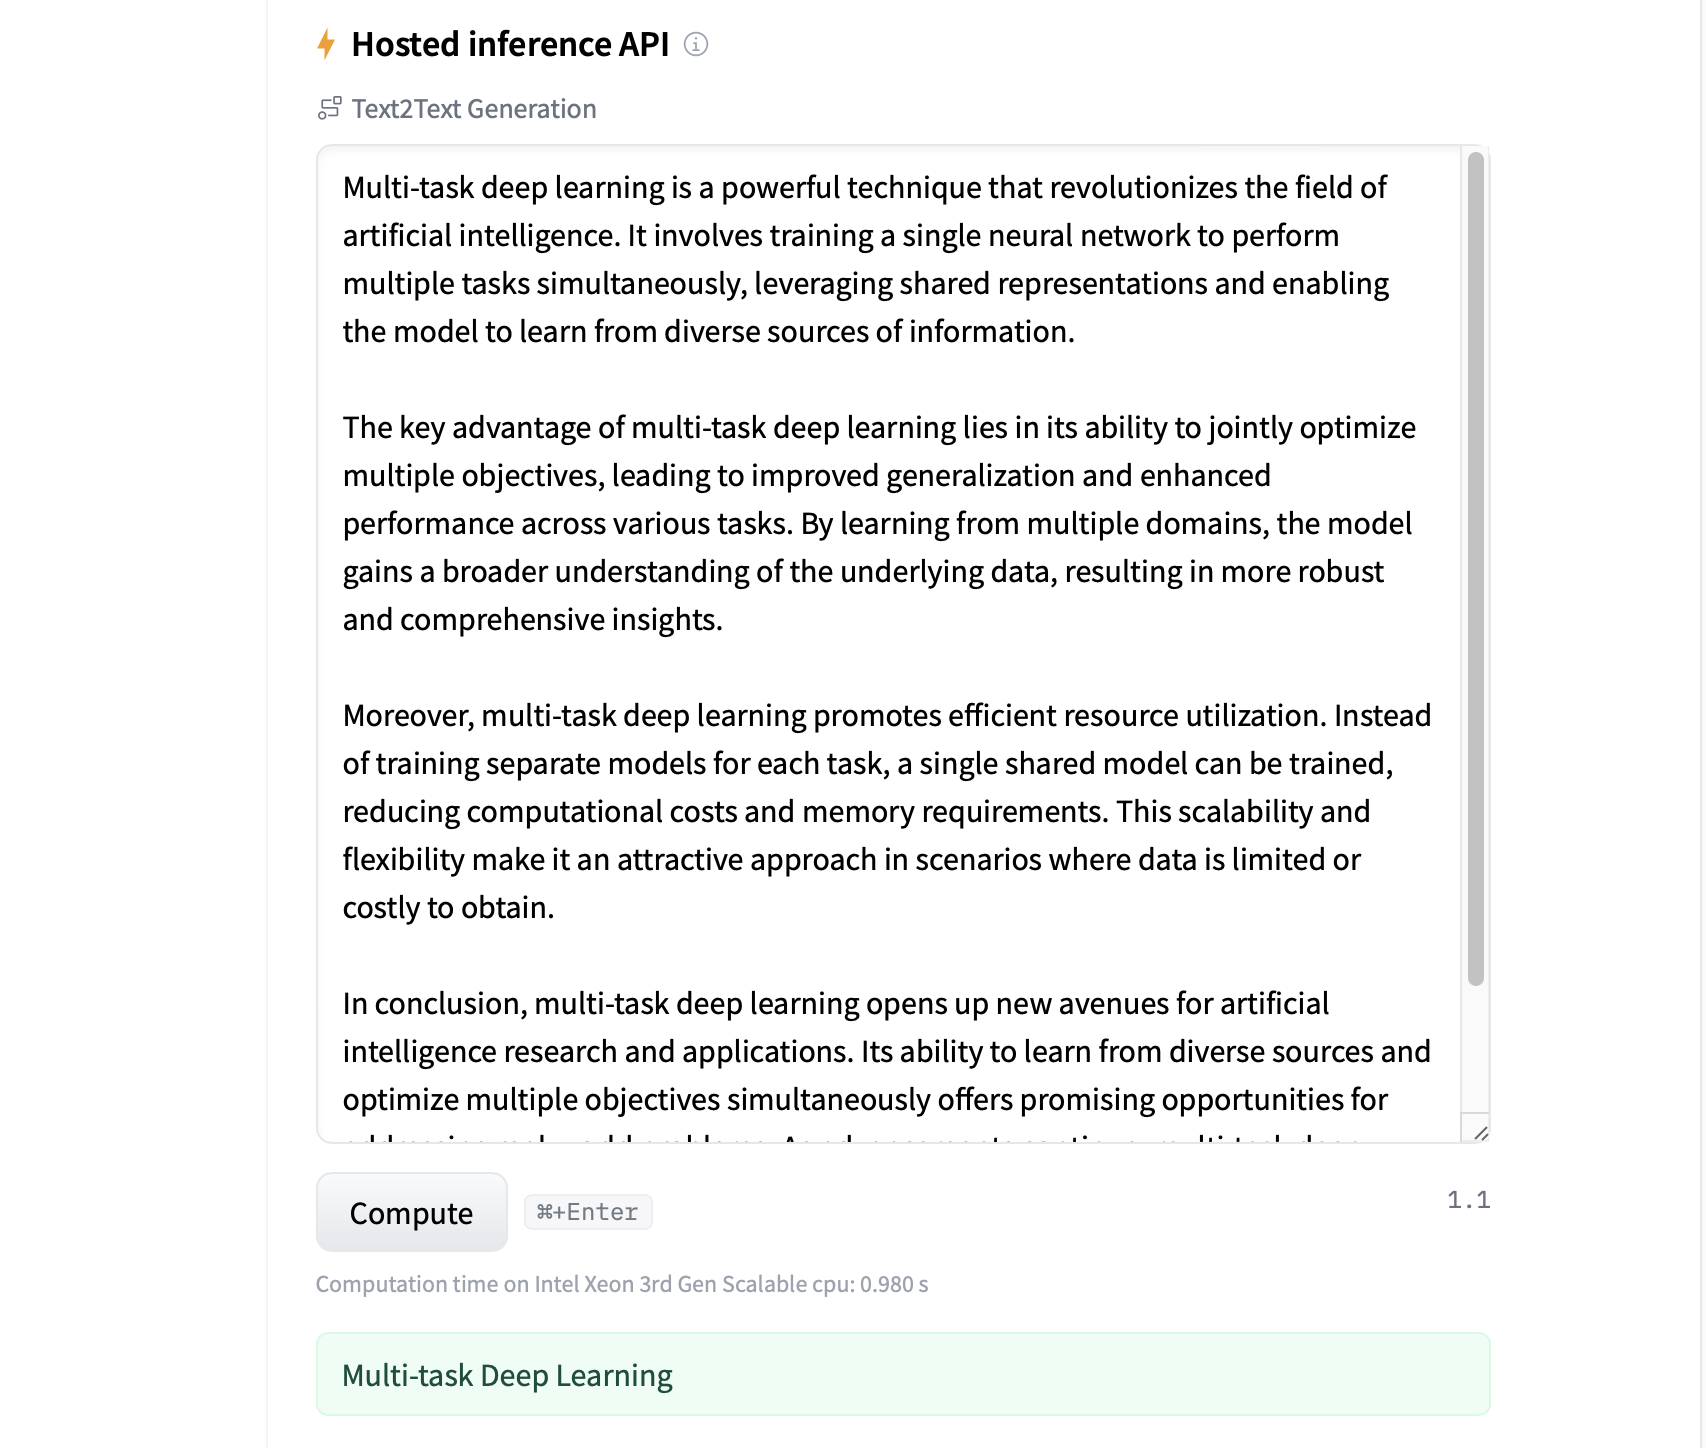 Hosted inference API
Text2Text Generation
Multi-task deep learning is a powerful technique that revolutionizes the field of
artificial intelligence. It involves training a single neural network to perform
multiple tasks simultaneously, leveraging shared representations and enabling
the model to learn from diverse sources of information.
The key advantage of multi-task deep learning lies in its ability to jointly optimize
multiple objectives, leading to improved generalization and enhanced
performance across various tasks. By learning from multiple domains, the model
gains a broader understanding of the underlying data, resulting in more robust
and comprehensive insights.
Moreover, multi-task deep learning promotes efficient resource utilization. Instead
of training separate models for each task, a single shared model can be trained,
reducing computational costs and memory requirements. This scalability and
flexibility make it an attractive approach in scenarios where data is limited or
costly to obtain.
In conclusion, multi-task deep learning opens up new avenues for artificial
intelligence research and applications. Its ability to learn from diverse sources and
optimize multiple objectives simultaneously offers promising opportunities for
Compute ⌘+Enter
1.1
Computation time on Intel Xeon 3rd Gen Scalable cpu: 0.980 s
Multi-task Deep Learning